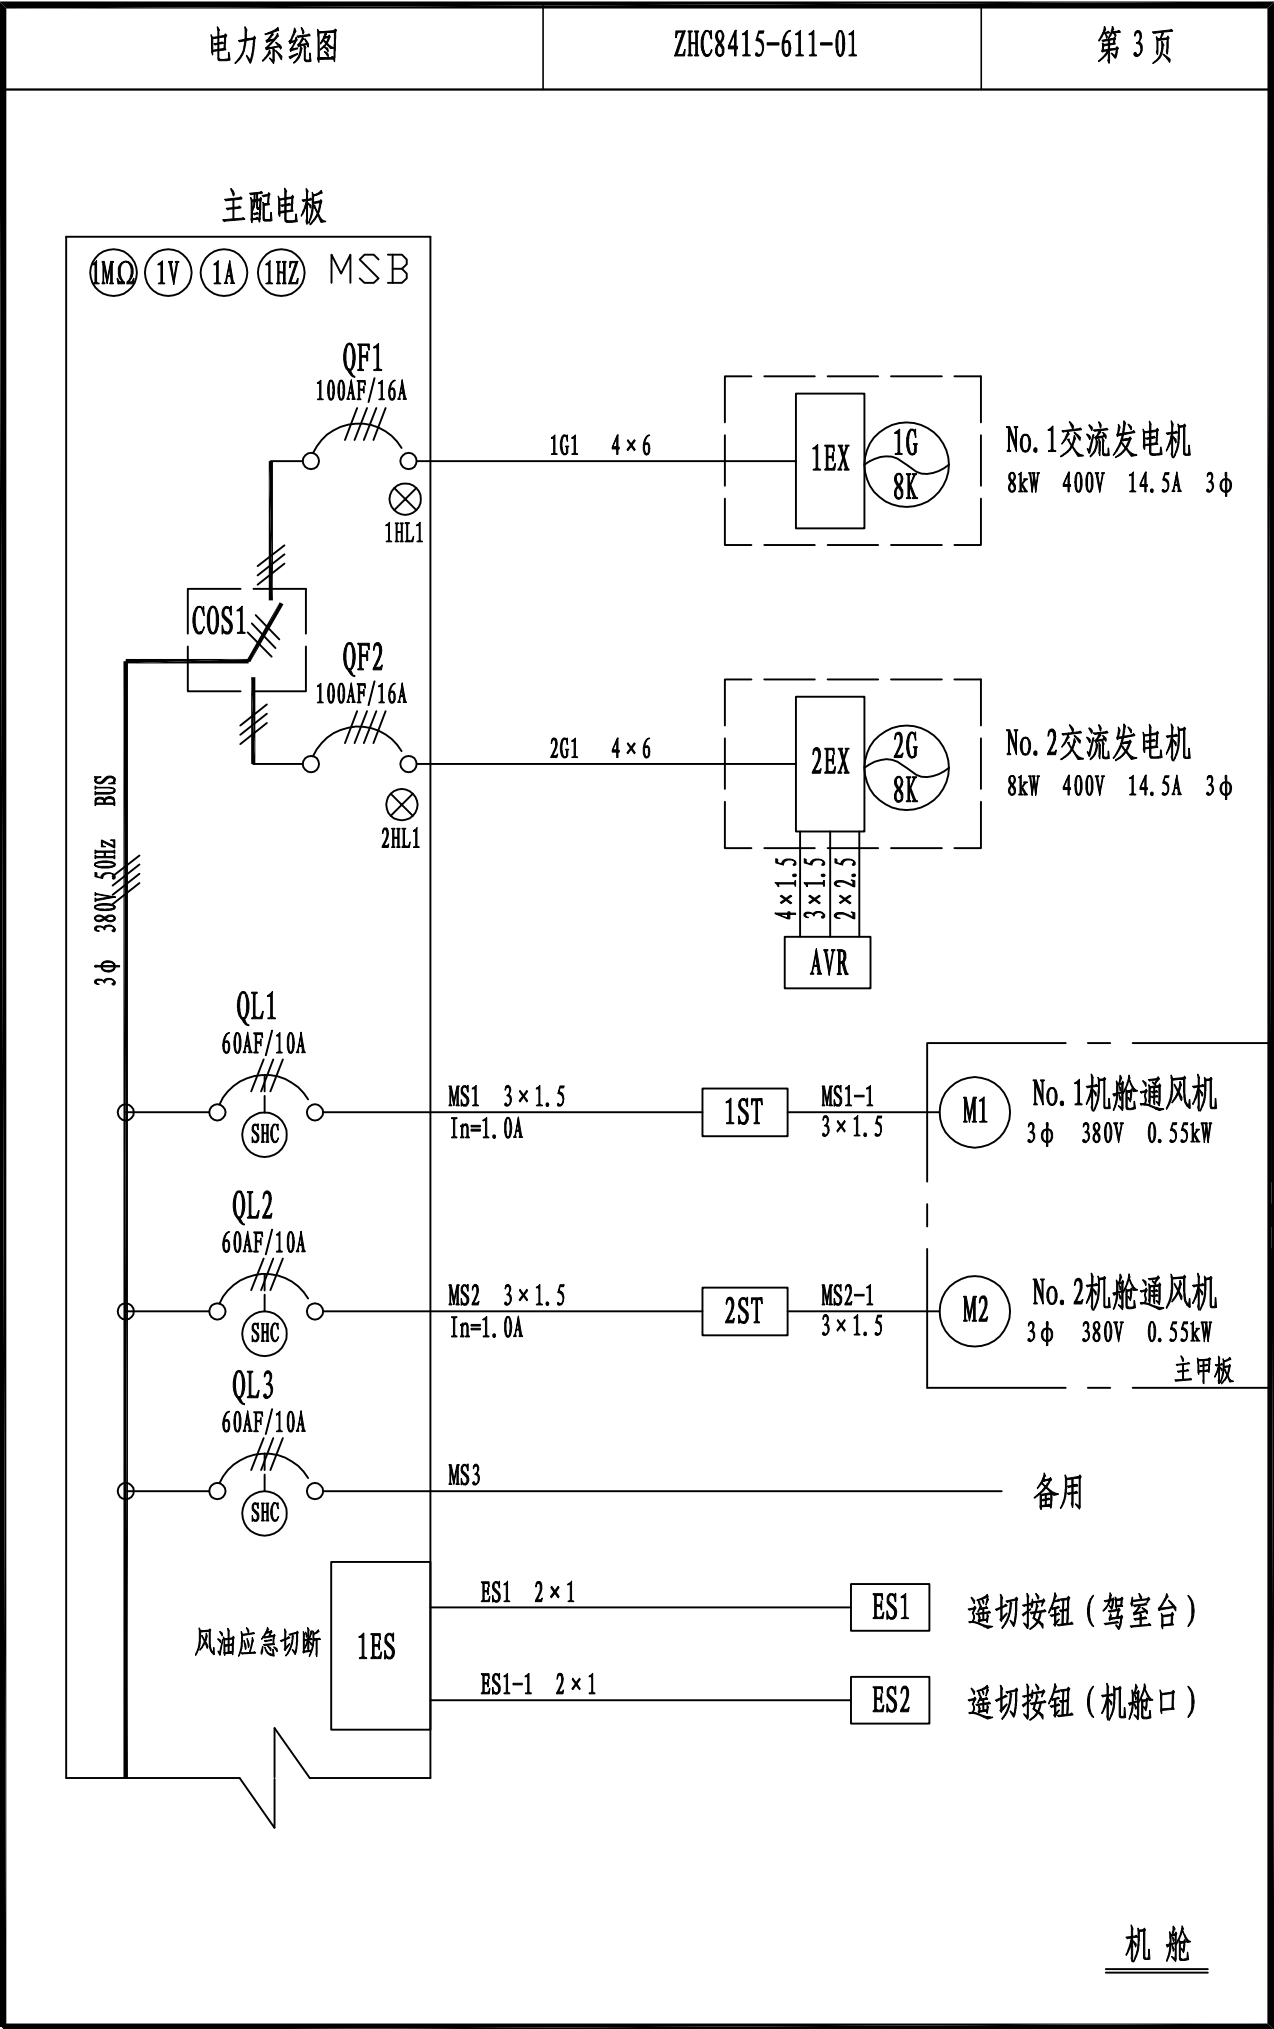 电力系统图
ZHC8415-611-01
第 3 页
主配电板
1MΩ 1V 1A 1HZ MSB
QF1
100AF/16A
1G1 4×6
1EX
1G
8K
No.1交流发电机
8kW 400V 14.5A 3ϕ
1HL1
COS1
QF2
100AF/16A
2G1 4×6
2EX
2G
8K
No.2交流发电机
8kW 400V 14.5A 3ϕ
2HL1
3ϕ 380V 50Hz BUS
4×1.5
3×1.5
2×2.5
AVR
QL1
60AF/10A
SHC
MS1 3×1.5
In=1.0A
1ST
MS1-1
3×1.5
M1
No.1机舱通风机
3ϕ 380V 0.55kW
QL2
60AF/10A
SHC
MS2 3×1.5
In=1.0A
2ST
MS2-1
3×1.5
M2
No.2机舱通风机
3ϕ 380V 0.55kW
主甲板
QL3
60AF/10A
SHC
MS3
备用
风油应急切断
1ES
ES1 2×1
ES1
遥切按钮(驾室台)
ES1-1 2×1
ES2
遥切按钮(机舱口)
机 舱